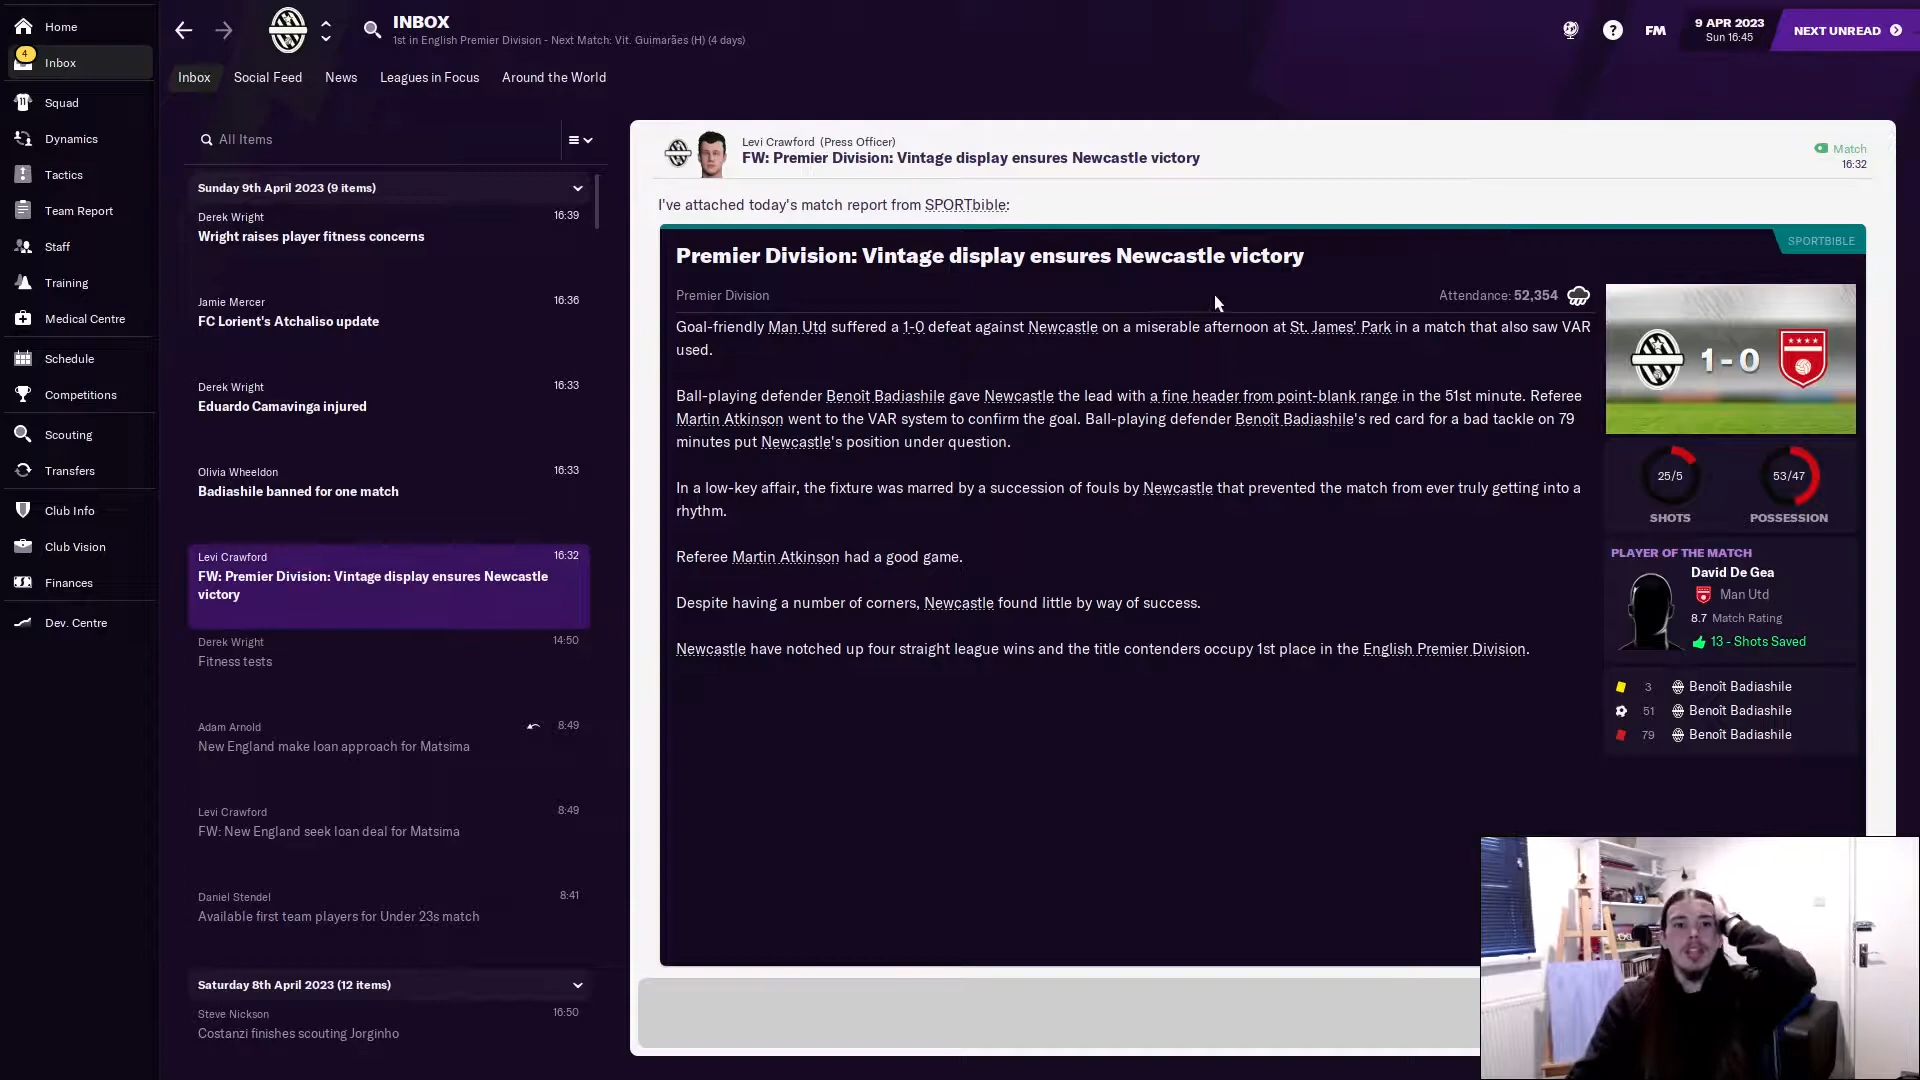 Home
4
Inbox
Squad
Dynamics
Tactics
Team Report
Staff
Training
Medical Centre
Schedule
Competitions
Scouting
Transfers
Club Info
Club Vision
Finances
Dev. Centre
INBOX
1st in English Premier Division - Next Match: Vit. Guimarães (H) (4 days)
?
FM
9 APR 2023
Sun 16:45
NEXT UNREAD
Inbox
Social Feed
News
Leagues in Focus
Around the World
All Items
Sunday 9th April 2023 (9 items)
Derek Wright 16:39
Wright raises player fitness concerns
Jamie Mercer 16:36
FC Lorient's Atchaliso update
Derek Wright 16:33
Eduardo Camavinga injured
Olivia Wheeldon 16:33
Badiashile banned for one match
Levi Crawford 16:32
FW: Premier Division: Vintage display ensures Newcastle
victory
Derek Wright 14:50
Fitness tests
Adam Arnold 8:49
New England make loan approach for Matsima
Levi Crawford 8:49
FW: New England seek loan deal for Matsima
Daniel Stendel 8:41
Available first team players for Under 23s match
Saturday 8th April 2023 (12 items)
Steve Nickson 16:50
Costanzi finishes scouting Jorginho
Levi Crawford (Press Officer)
FW: Premier Division: Vintage display ensures Newcastle victory
Match
16:32
I've attached today's match report from SPORTbible:
SPORTBIBLE
Premier Division: Vintage display ensures Newcastle victory
Premier Division
Attendance: 52,354
Goal-friendly Man Utd suffered a 1-0 defeat against Newcastle on a miserable afternoon at St. James' Park in a match that also saw VAR
used.
Ball-playing defender Benoît Badiashile gave Newcastle the lead with a fine header from point-blank range in the 51st minute. Referee
Martin Atkinson went to the VAR system to confirm the goal. Ball-playing defender Benoît Badiashile's red card for a bad tackle on 79
minutes put Newcastle's position under question.
In a low-key affair, the fixture was marred by a succession of fouls by Newcastle that prevented the match from ever truly getting into a
rhythm.
Referee Martin Atkinson had a good game.
Despite having a number of corners, Newcastle found little by way of success.
Newcastle have notched up four straight league wins and the title contenders occupy 1st place in the English Premier Division.
1 - 0
25/5
53/47
SHOTS
POSSESSION
PLAYER OF THE MATCH
David De Gea
Man Utd
8.7 Match Rating
13 - Shots Saved
3 Benoît Badiashile
51 Benoît Badiashile
79 Benoît Badiashile